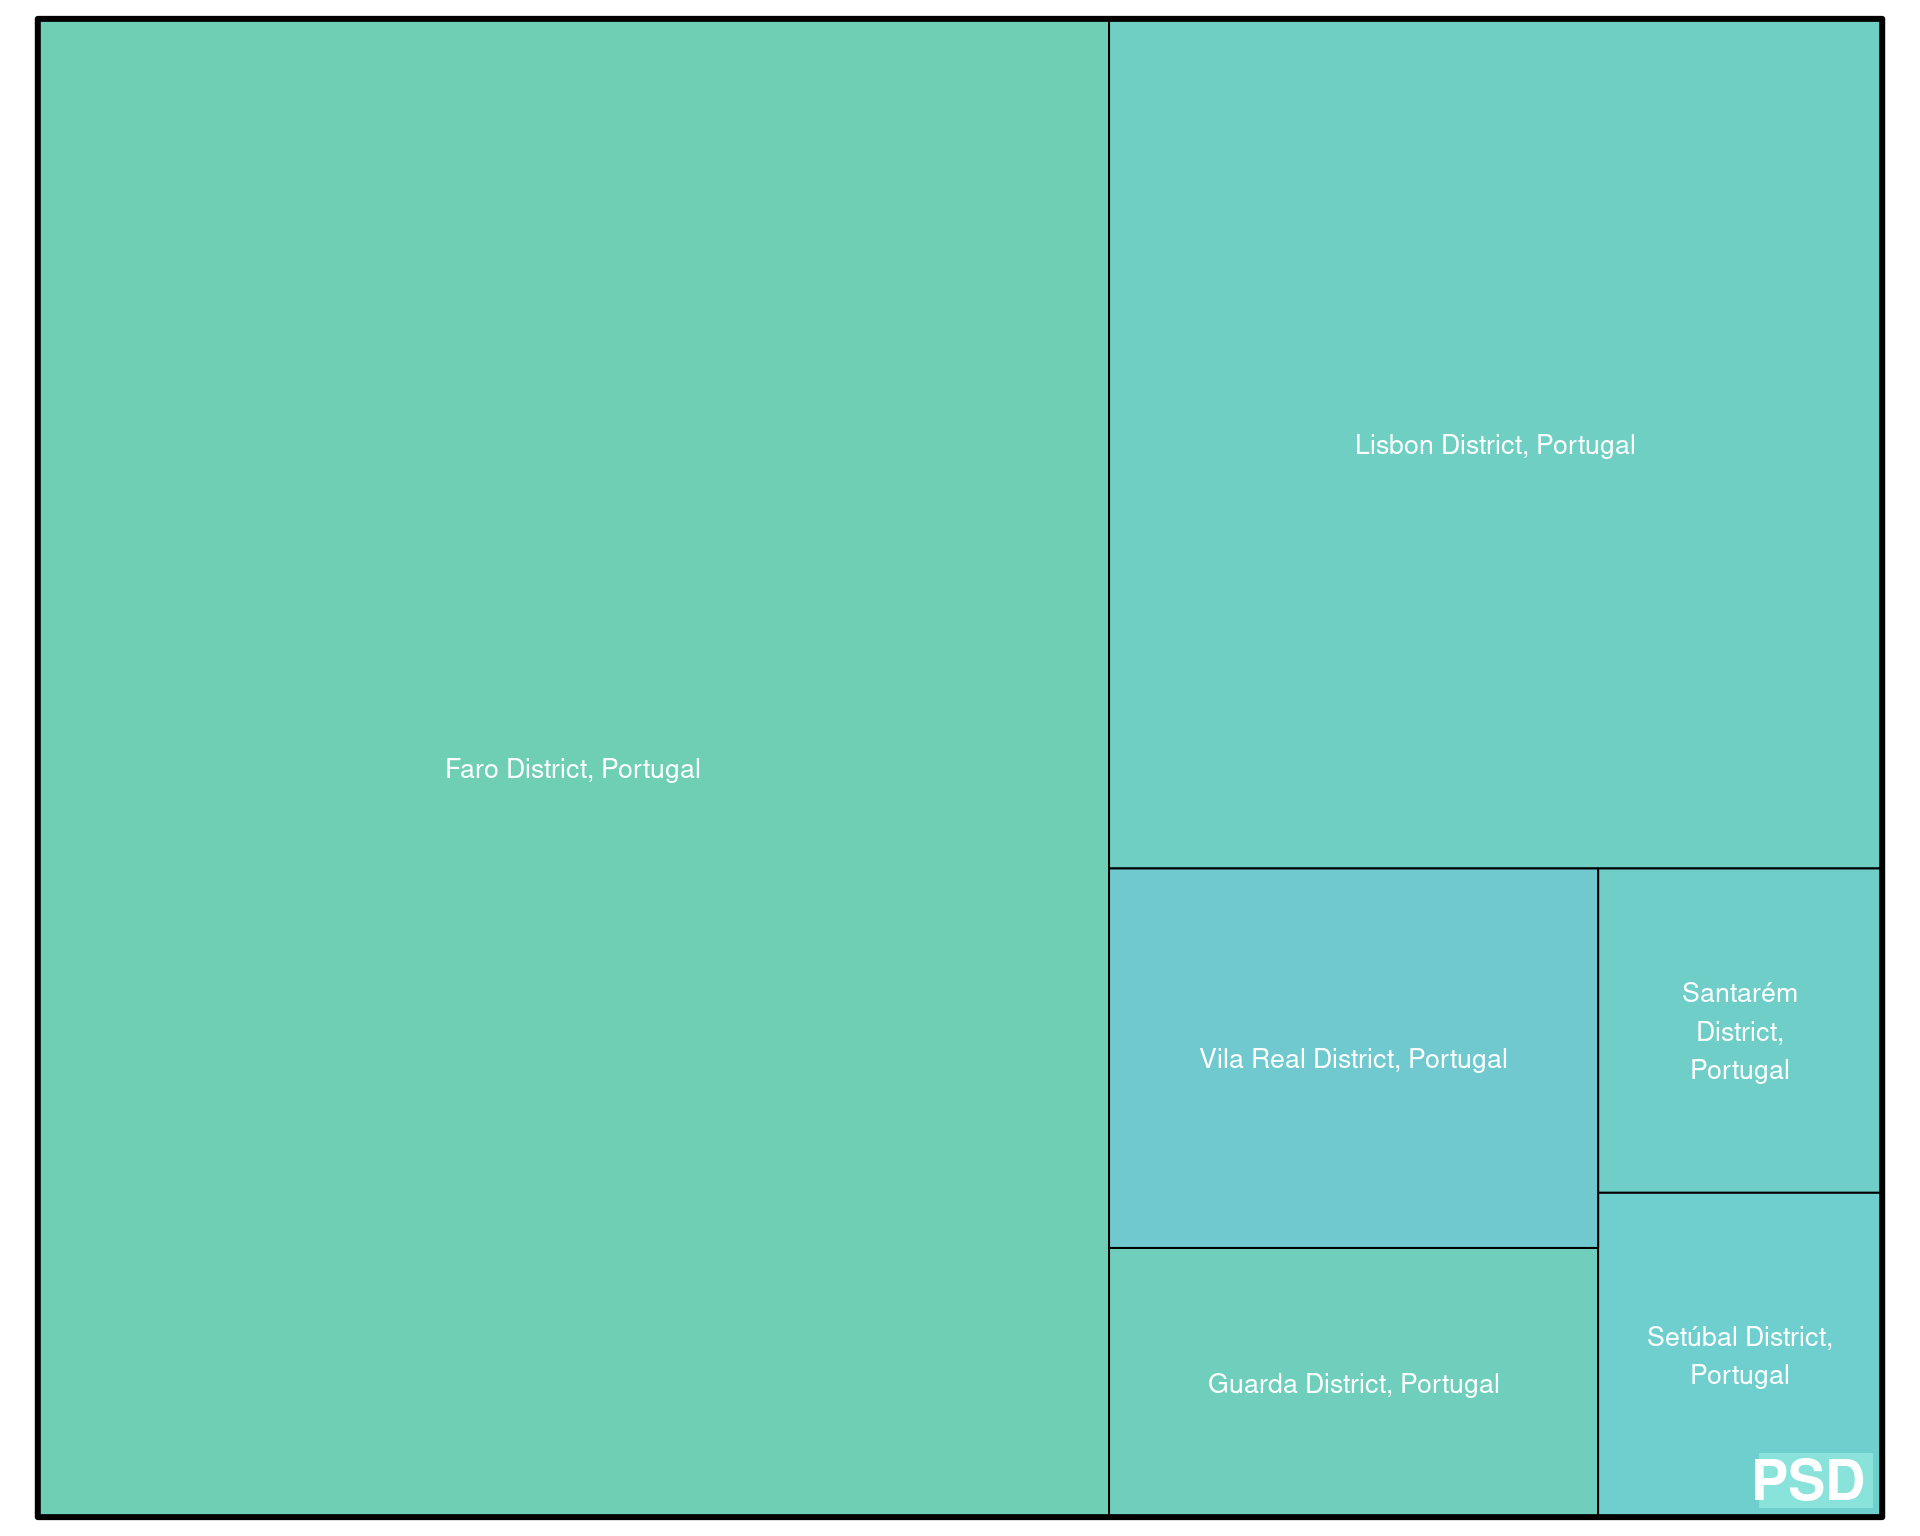 Faro District, Portugal
Lisbon District, Portugal
Vila Real District, Portugal
Santarém
District,
Portugal
Guarda District, Portugal
Setúbal District,
Portugal
PSD